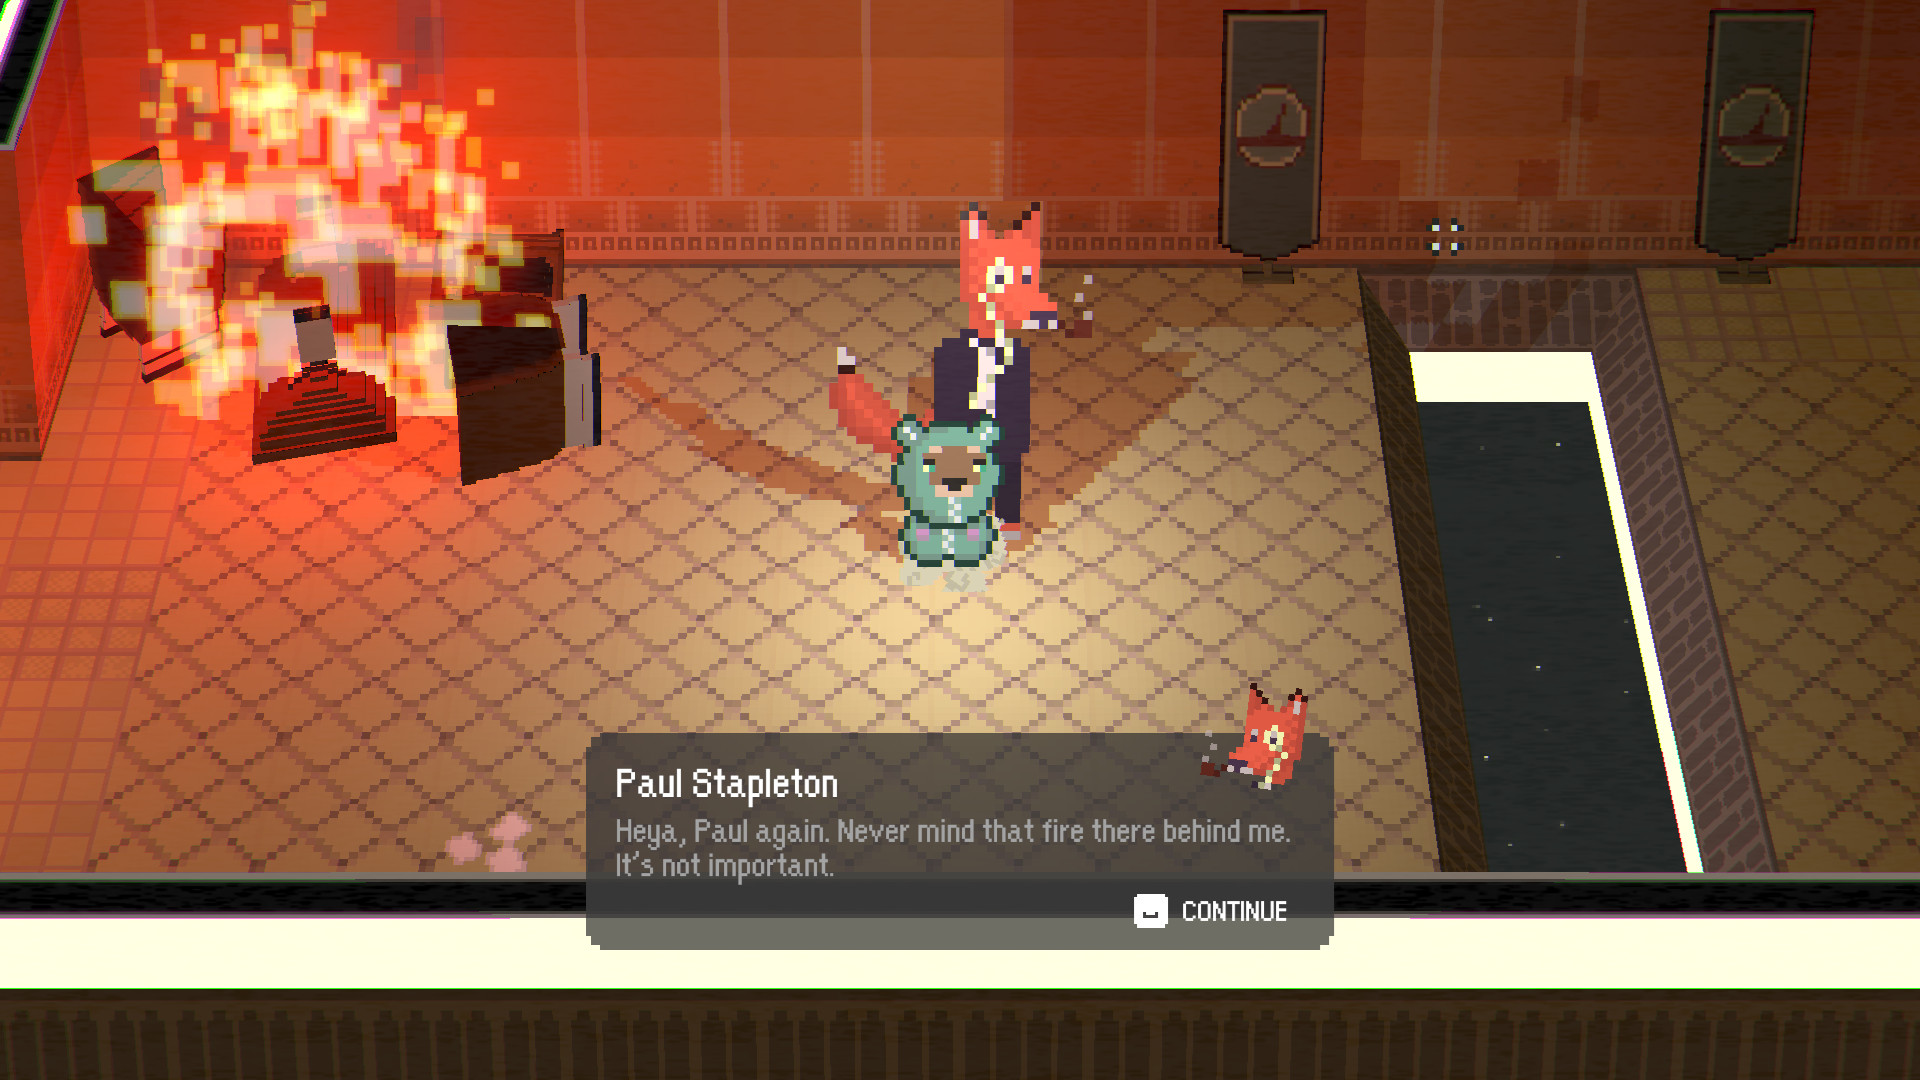 Paul Stapleton
Heya, Paul again. Never mind that fire there behind me.
It's not important.
CONTINUE